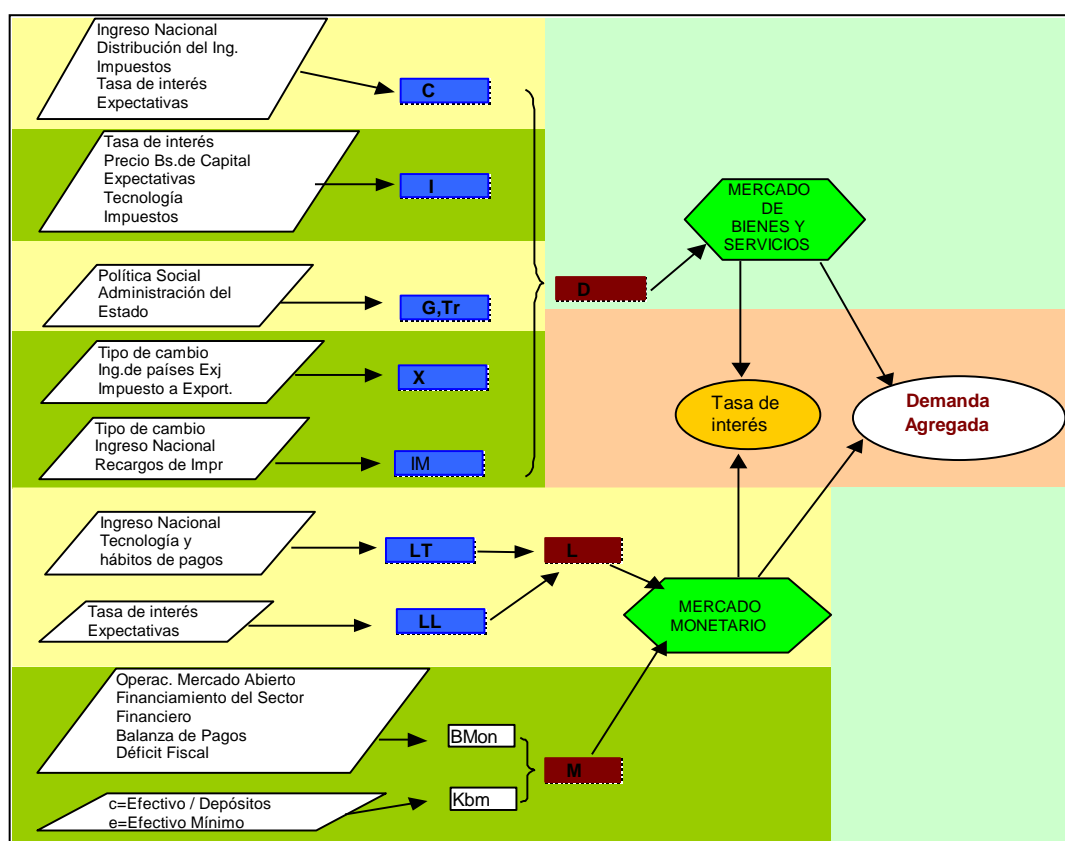 Ingreso Nacional
Distribución del Ing.
Impuestos
Tasa de interés
Expectativas
C
Tasa de interés
Precio Bs.de Capital
Expectativas
Tecnología
Impuestos
I
MERCADO
DE
BIENES Y
SERVICIOS
Política Social
Administración del
Estado
G,Tr
D
Tipo de cambio
Ing.de países Exj
Impuesto a Export.
X
Tasa de
interés
Demanda
Agregada
Tipo de cambio
Ingreso Nacional
Recargos de Impr
IM
Ingreso Nacional
Tecnología y
hábitos de pagos
LT
L
Tasa de interés
Expectativas
LL
MERCADO
MONETARIO
Operac. Mercado Abierto
Financiamiento del Sector
Financiero
Balanza de Pagos
Déficit Fiscal
BMon
M
c=Efectivo / Depósitos
e=Efectivo Mínimo
Kbm